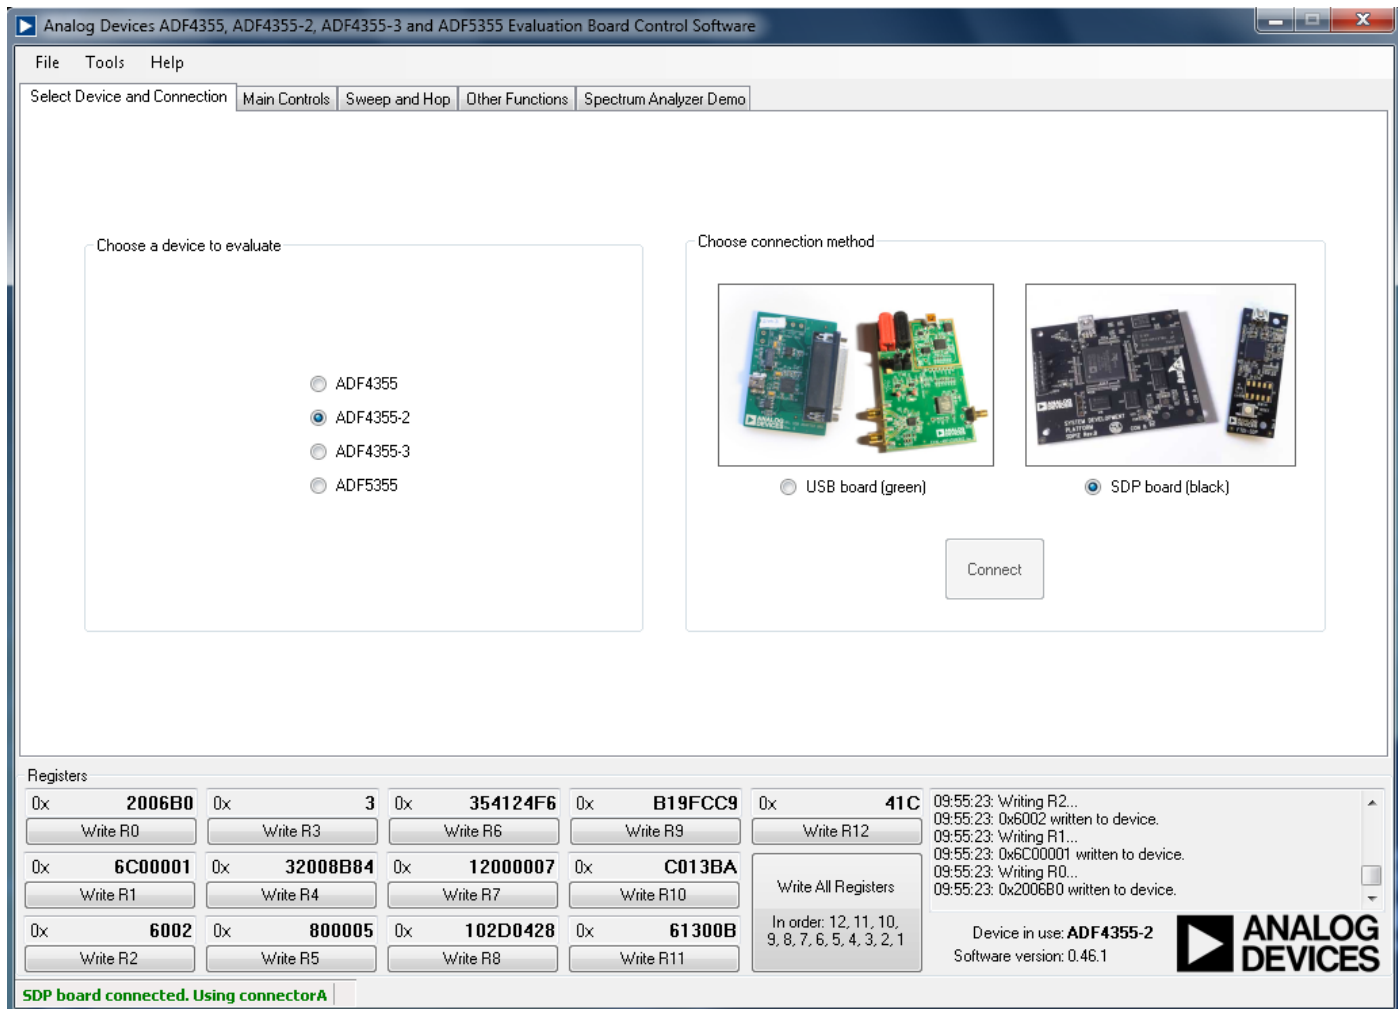 Analog Devices ADF4355, ADF4355-2, ADF4355-3 and ADF5355 Evaluation Board Control Software
File Tools Help
Select Device and Connection Main Controls Sweep and Hop Other Functions Spectrum Analyzer Demo
Choose a device to evaluate
ADF4355
ADF4355-2
ADF4355-3
ADF5355
Choose connection method
ANALOG DEVICES
SYSTEM DEVELOPMENT
PLATFORM
USB board (green)
SDP board (black)
Connect
Registers
0x 2006B0 0x 3 0x 354124F6 0x B19FCC9 0x 41C
Write R0 Write R3 Write R6 Write R9 Write R12
0x 6C00001 0x 32008B84 0x 12000007 0x C013BA
Write R1 Write R4 Write R7 Write R10
0x 6002 0x 800005 0x 102D0428 0x 61300B
Write R2 Write R5 Write R8 Write R11
Write All Registers
In order: 12, 11, 10,
9, 8, 7, 6, 5, 4, 3, 2, 1
09:55:23: Writing R2...
09:55:23: 0x6002 written to device.
09:55:23: Writing R1...
09:55:23: 0x6C00001 written to device.
09:55:23: Writing R0...
09:55:23: 0x2006B0 written to device.
Device in use: ADF4355-2
Software version: 0.46.1
ANALOG
DEVICES
SDP board connected. Using connectorA